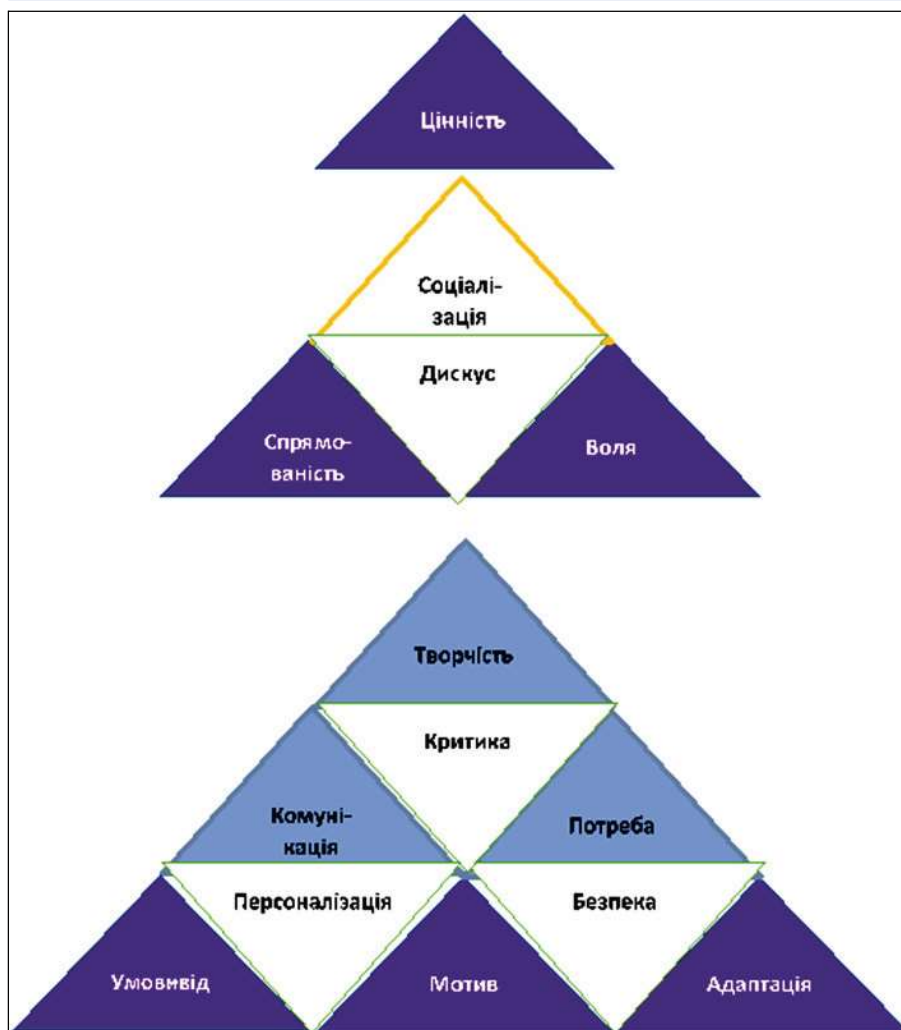 Цінність
Соціалі-
зація
Дискус
Спрямо-
ваність
Воля
Творчість
Критика
Комуні-
кація
Потреба
Персоналізація
Безпека
Умовивід
Мотив
Адаптація